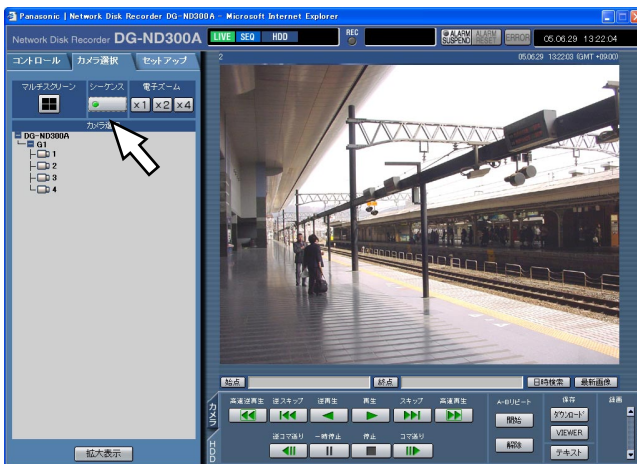 Panasonic | Network Disk Recorder DG-ND300A - Microsoft Internet Explorer
Network Disk Recorder DG-ND300A
LIVE SEQ HDD
REC
ALARM SUSPEND
ALARM RESET
ERROR
05.06.29 13:22:04
コントロール カメラ選択 セットアップ
2
05.06.29 13:22:03 (GMT +09:00)
マルチスクリーン シーケンス 電子ズーム
x1 x2 x4
カメラ選
DG-ND300A
G1
1
2
3
4
始点 終点 日時検索 最新画像
カメラ
HDD
高速逆再生 逆スキップ 逆再生 再生 スキップ 高速再生
A-Bリピート
保存
録画
開始
ダウンロード
逆コマ送り 一時停止 停止 コマ送り
解除
VIEWER
テキスト
拡大表示